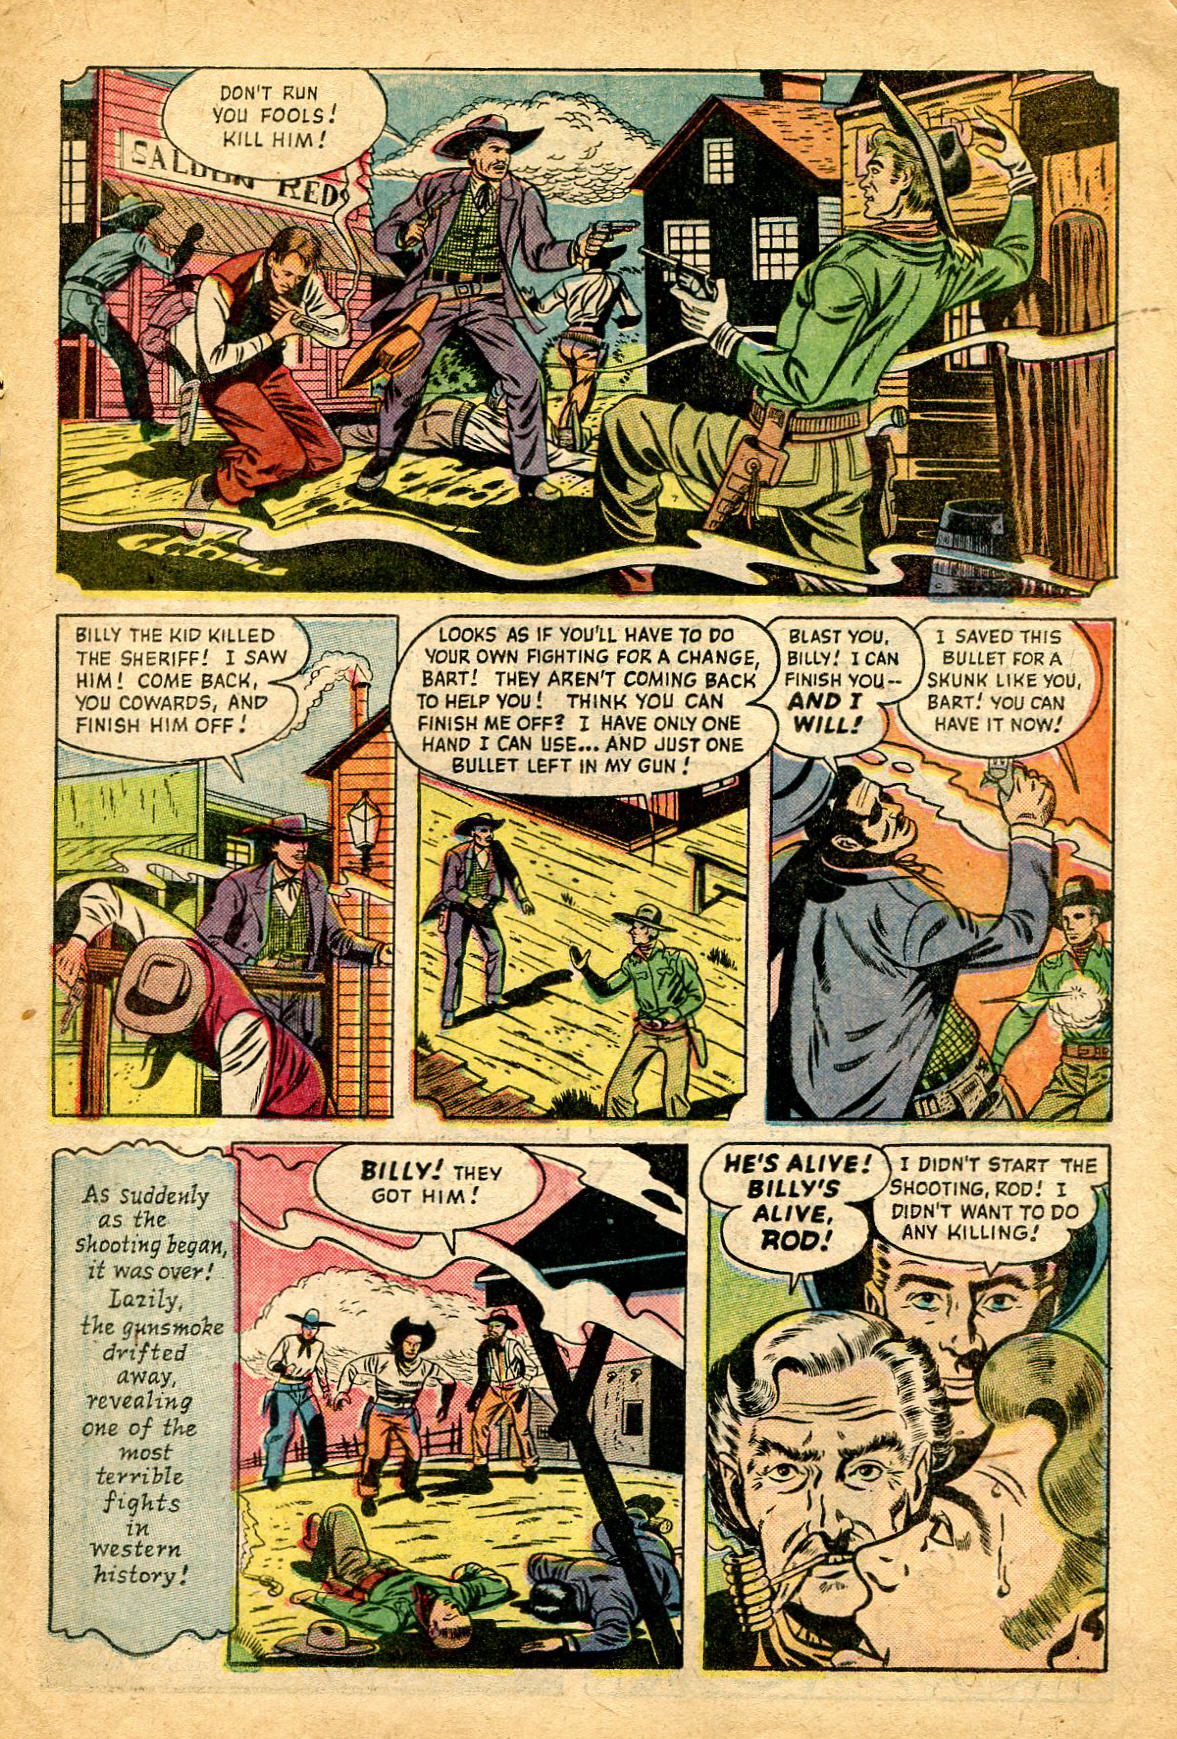 DON'T RUN
YOU FOOLS!
KILL HIM!
SALOON REDS
BILLY THE KID KILLED
THE SHERIFF! I SAW
HIM! COME BACK,
YOU COWARDS, AND
FINISH HIM OFF!
LOOKS AS IF YOU'LL HAVE TO DO
YOUR OWN FIGHTING FOR A CHANGE,
BART! THEY AREN'T COMING BACK
TO HELP YOU! THINK YOU CAN
FINISH ME OFF? I HAVE ONLY ONE
HAND I CAN USE... AND JUST ONE
BULLET LEFT IN MY GUN!
BLAST YOU,
BILLY! I CAN
FINISH YOU--
AND I
WILL!
I SAVED THIS
BULLET FOR A
SKUNK LIKE YOU,
BART! YOU CAN
HAVE IT NOW!
As suddenly
as the
shooting began,
it was over!
Lazily,
the gunsmoke
drifted
away,
revealing
one of the
most
terrible
fights
in
western
history!
BILLY! THEY
GOT HIM!
HE'S ALIVE!
BILLY'S
ALIVE,
ROD!
I DIDN'T START THE
SHOOTING, ROD! I
DIDN'T WANT TO DO
ANY KILLING!